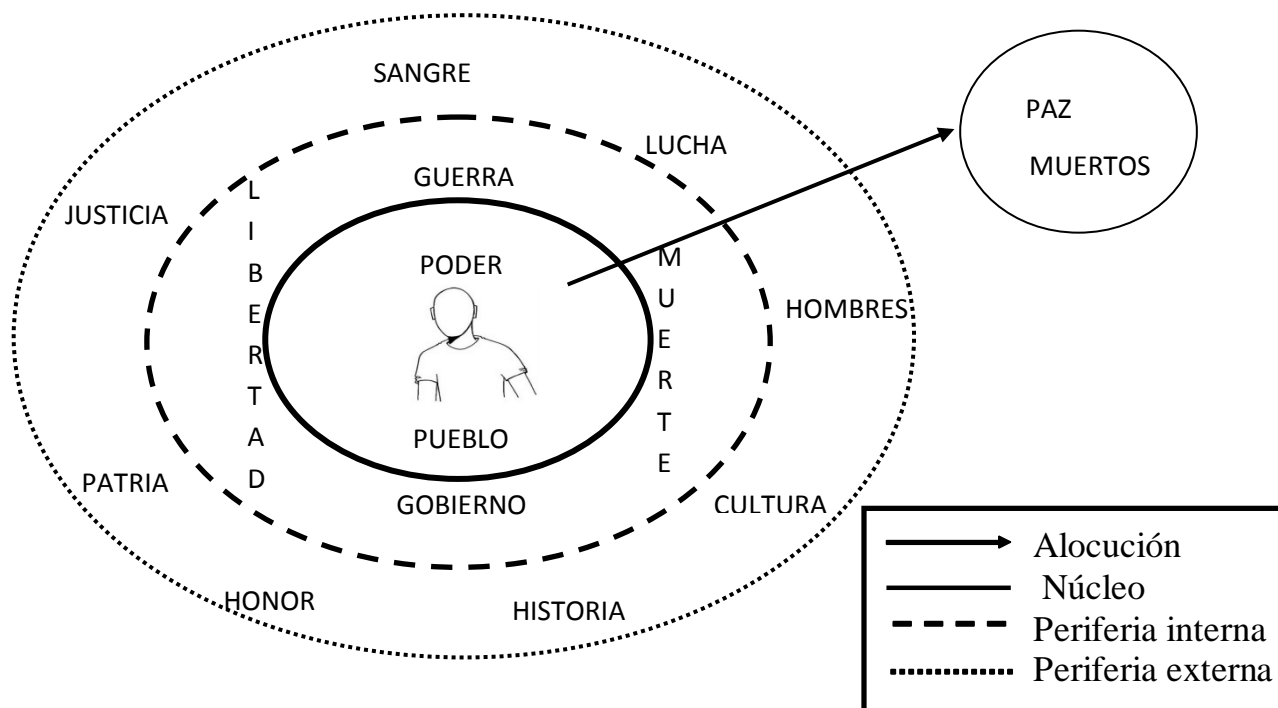 SANGRE
PAZ
LUCHA
MUERTOS
GUERRA
LIBERTAD
JUSTICIA
PODER
MUERTE
HOMBRES
PUEBLO
PATRIA
GOBIERNO
CULTURA
HONOR
HISTORIA
Alocución
Núcleo
Periferia interna
Periferia externa